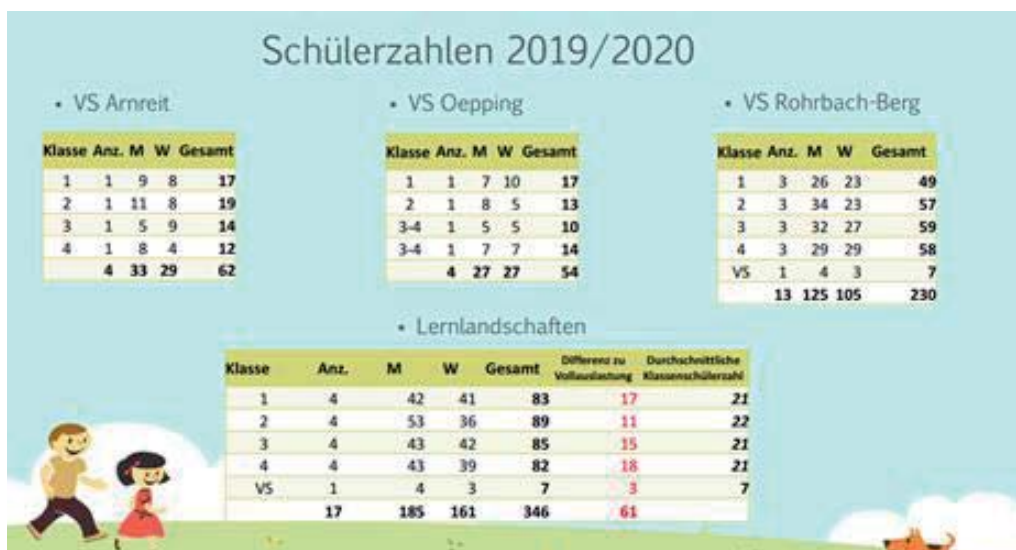 Schülerzahlen 2019/2020
• VS Arnreit
Klasse Anz. M W Gesamt
1 1 9 8 17
2 1 11 8 19
3 1 5 9 14
4 1 8 4 12
4 33 29 62
• VS Oepping
Klasse Anz. M W Gesamt
1 1 7 10 17
2 1 8 5 13
3-4 1 5 5 10
3-4 1 7 7 14
4 27 27 54
• VS Rohrbach-Berg
Klasse Anz. M W Gesamt
1 3 26 23 49
2 3 34 23 57
3 3 32 27 59
4 3 29 29 58
VS 1 4 3 7
13 125 105 230
• Lernlandschaften
Klasse Anz. M W Gesamt Differenz zu Vollauslastung Durchschnittliche Klassenschülerzahl
1 4 42 41 83 17 21
2 4 53 36 89 11 22
3 4 43 42 85 15 21
4 4 43 39 82 18 21
VS 1 4 3 7 3 7
17 185 161 346 61